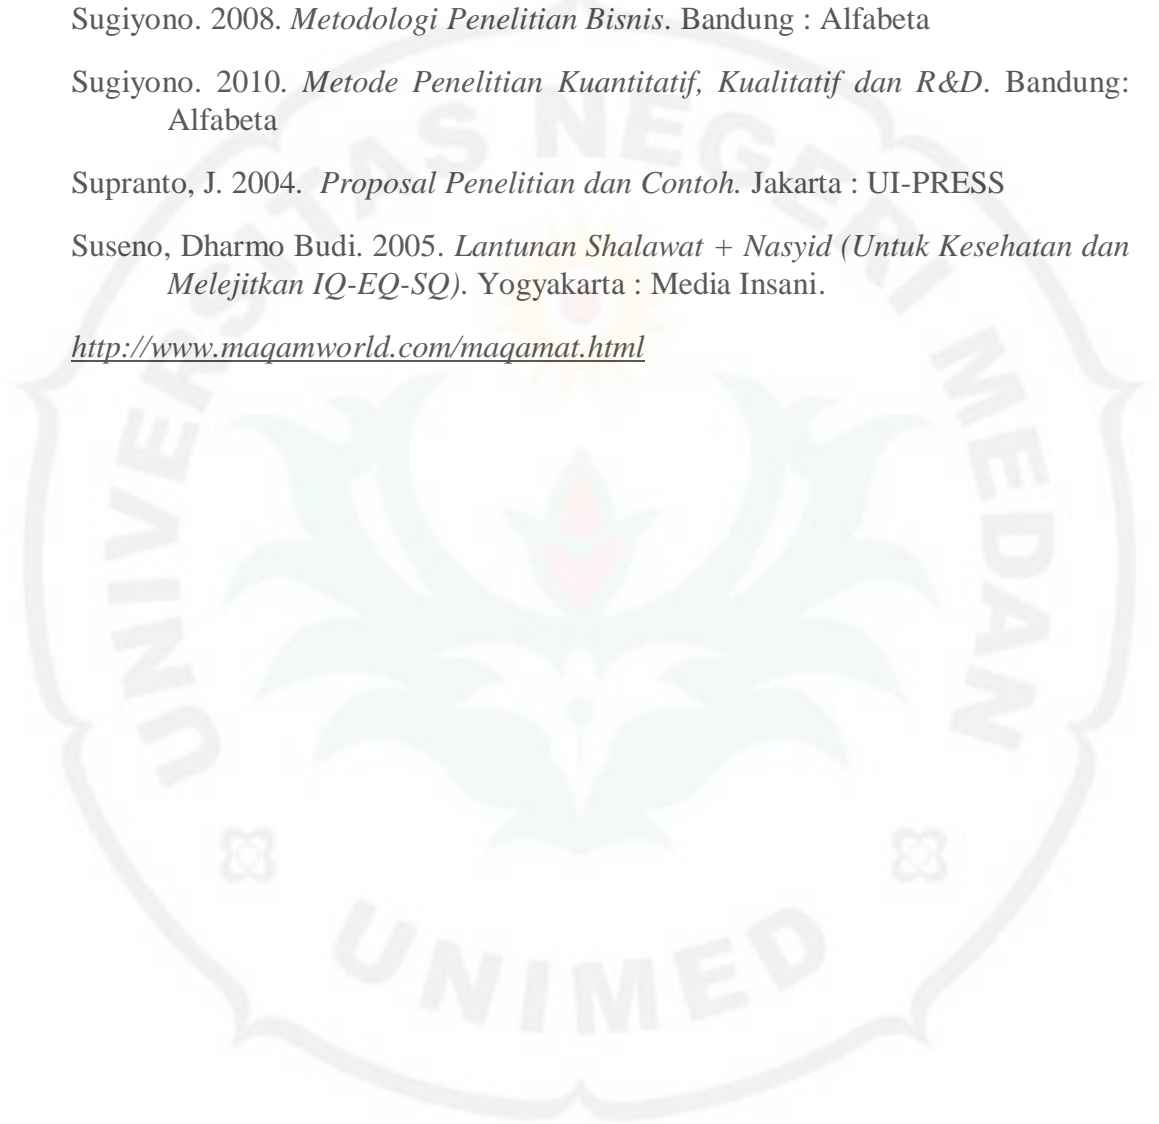 Sugiyono. 2008. Metodologi Penelitian Bisnis. Bandung : Alfabeta
Sugiyono. 2010. Metode Penelitian Kuantitatif, Kualitatif dan R&D. Bandung:
Alfabeta
Supranto, J. 2004. Proposal Penelitian dan Contoh. Jakarta : UI-PRESS
Suseno, Dharmo Budi. 2005. Lantunan Shalawat + Nasyid (Untuk Kesehatan dan
Melejitkan IQ-EQ-SQ). Yogyakarta : Media Insani.
http://www.maqamworld.com/maqamat.html
UNIVERSITAS NEGERI MEDAN
UNIMED